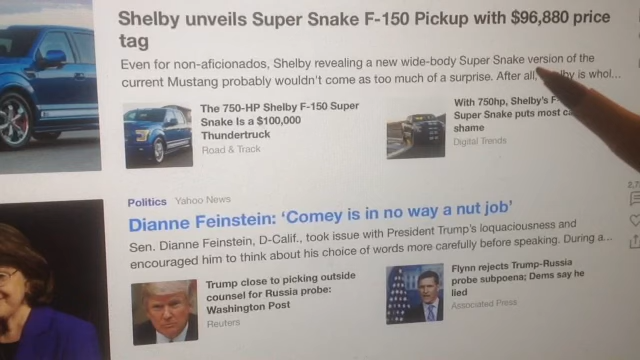 Shelby unveils Super Snake F-150 Pickup with $96,880 price
tag
Even for non-aficionados, Shelby revealing a new wide-body Super Snake version of the
current Mustang probably wouldn't come as too much of a surprise. After all, is whol...
The 750-HP Shelby F-150 Super
Snake Is a $100,000
Thundertruck
Road & Track
With 750hp, Shelby's
Super Snake puts most
shame
Digital Trends
Politics Yahoo News
Dianne Feinstein: 'Comey is in no way a nut job'
Sen. Dianne Feinstein, D-Calif., took issue with President Trump's loquaciousness and
encouraged him to think about his choice of words more carefully before speaking. During a...
Trump close to picking outside
counsel for Russia probe:
Washington Post
Reuters
Flynn rejects Trump-Russia
probe subpoena; Dems say he
lied
Associated Press